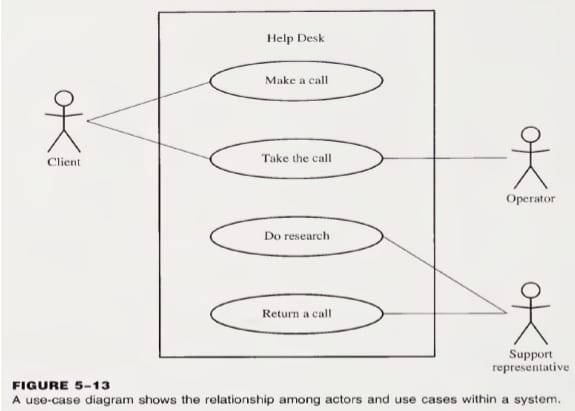 Help Desk
Make a call
Client
Take the call
Operator
Do research
Return a call
Support
representative
FIGURE 5-13
A use-case diagram shows the relationship among actors and use cases within a system.